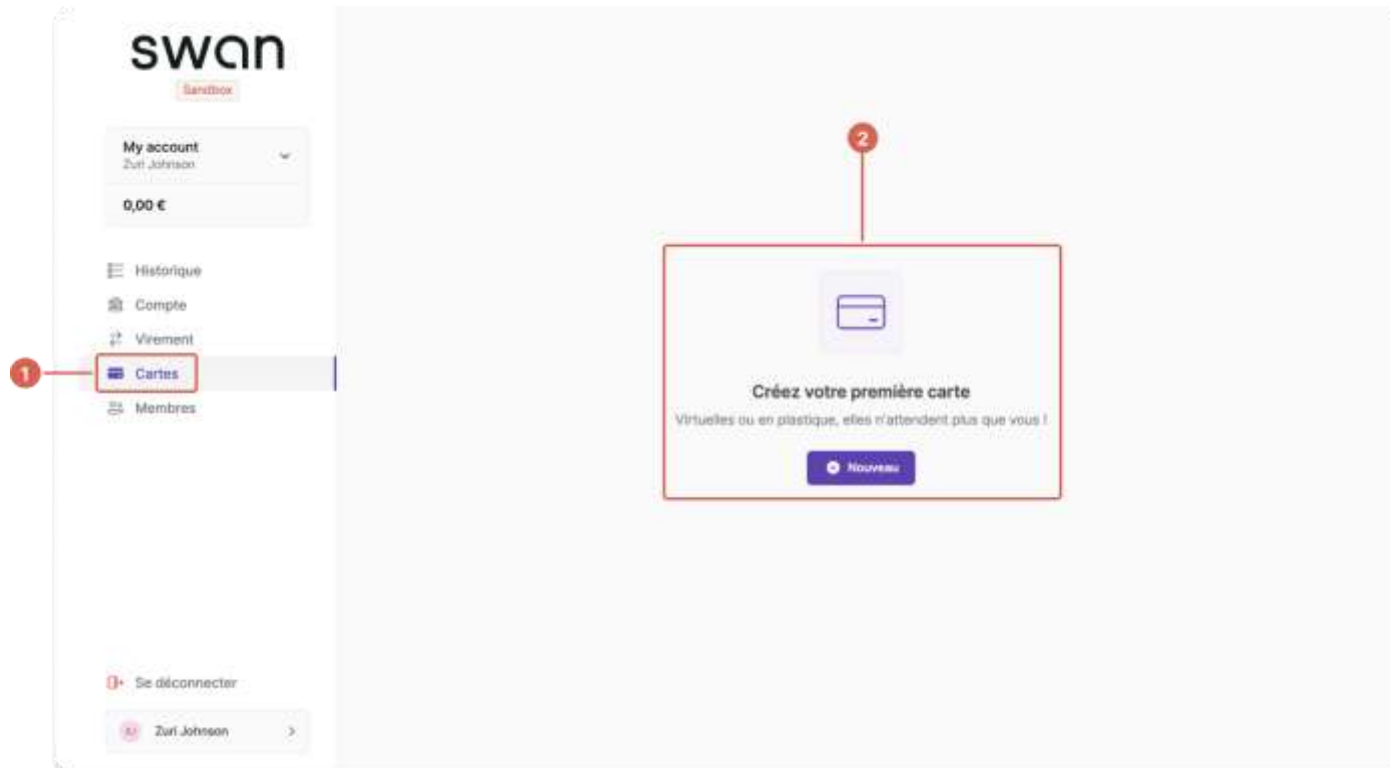 swan
Sandbox
My account
Zuri Johnson
0,00 €
Historique
Compte
Virement
1
Cartes
Membres
Se déconnecter
ZJ
Zuri Johnson
2
Créez votre première carte
Virtuelles ou en plastique, elles n'attendent plus que vous !
Nouveau